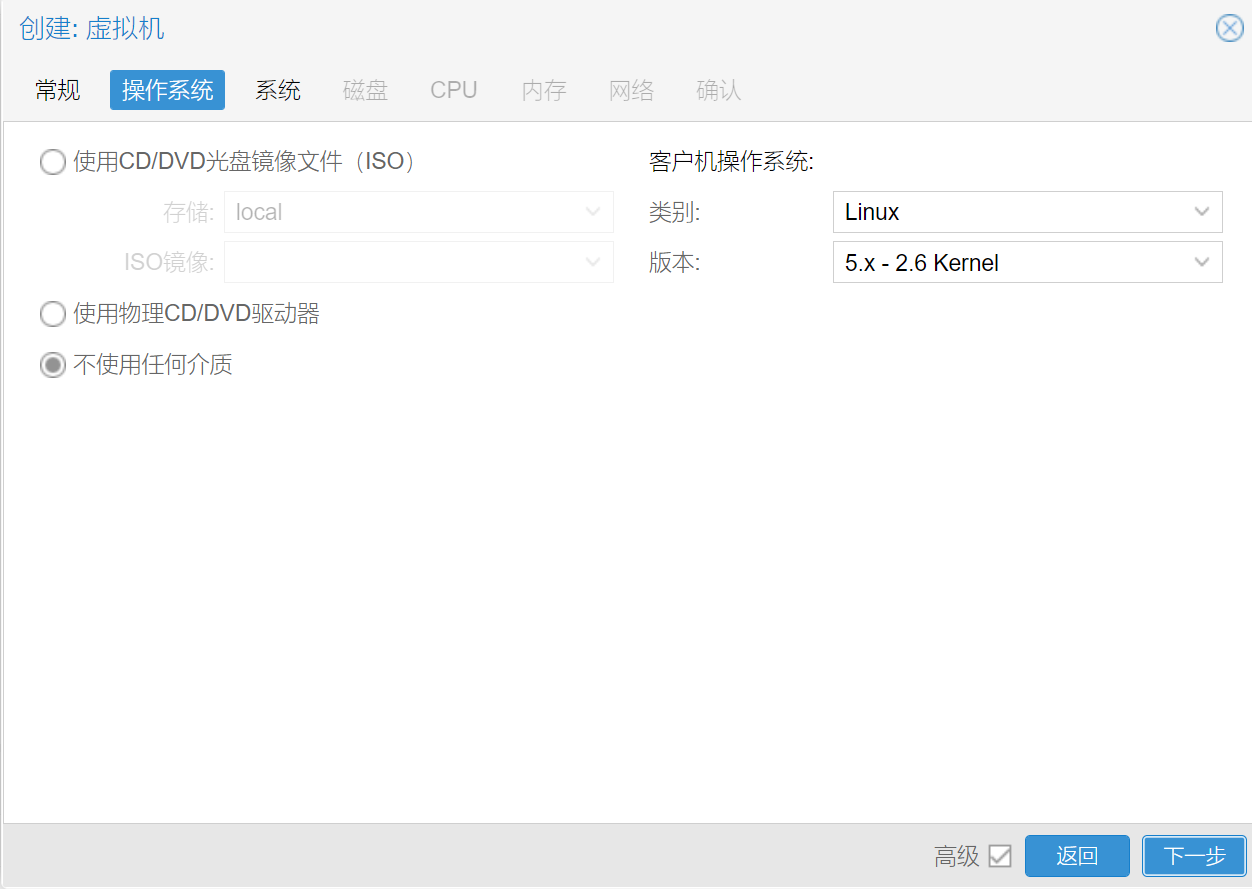 创建: 虚拟机
常规 操作系统 系统 磁盘 CPU 内存 网络 确认
使用CD/DVD光盘镜像文件（ISO） 客户机操作系统:
存储: local 类别: Linux
ISO镜像: 版本: 5.x - 2.6 Kernel
使用物理CD/DVD驱动器
不使用任何介质
高级 返回 下一步